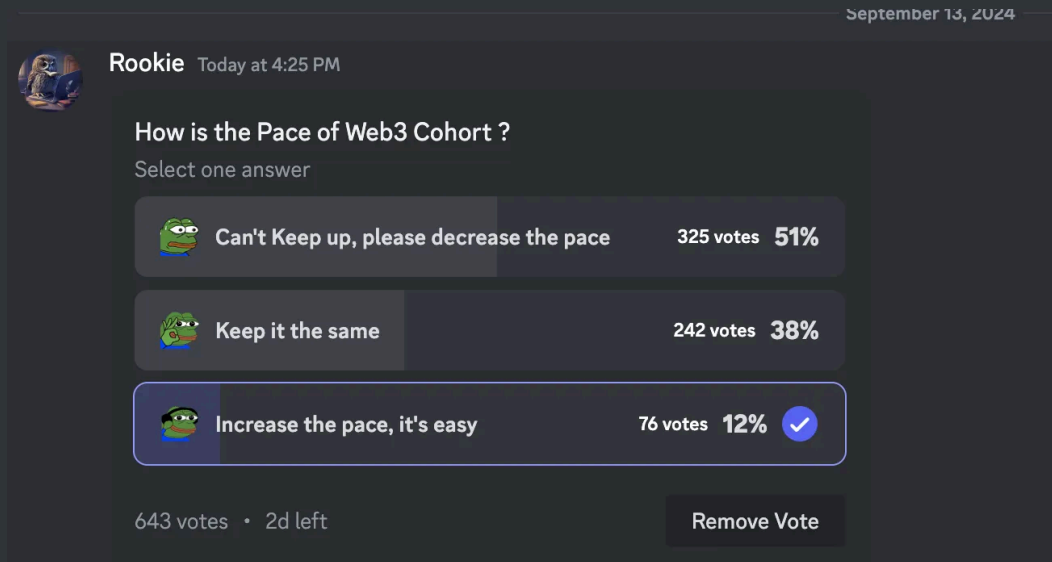 September 13, 2024
Rookie Today at 4:25 PM
How is the Pace of Web3 Cohort ?
Select one answer
Can't Keep up, please decrease the pace 325 votes 51%
Keep it the same 242 votes 38%
Increase the pace, it's easy 76 votes 12%
643 votes • 2d left Remove Vote